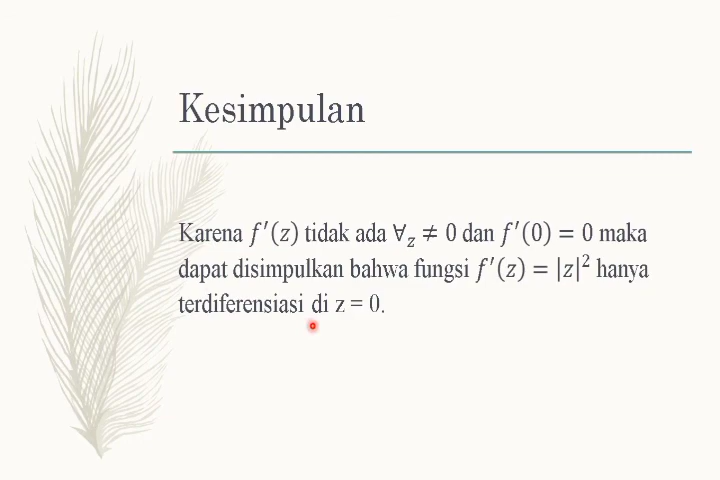 Kesimpulan
Karena f′(z) tidak ada ∀z ≠ 0 dan f′(0) = 0 maka
dapat disimpulkan bahwa fungsi f′(z) = |z|² hanya
terdiferensiasi di z = 0.